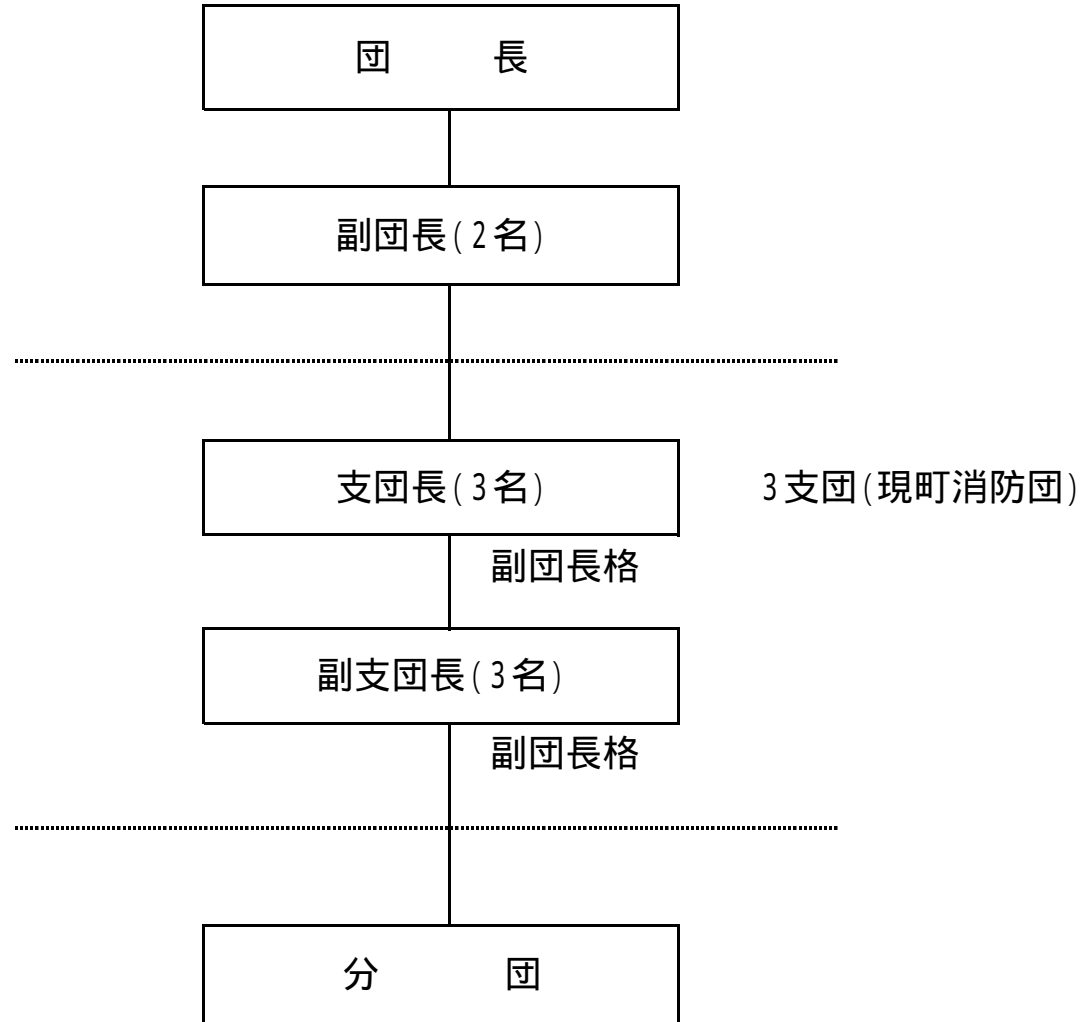 団　長
副団長(2名)
支団長(3名)
3支団(現町消防団)
副団長格
副支団長(3名)
副団長格
分　団